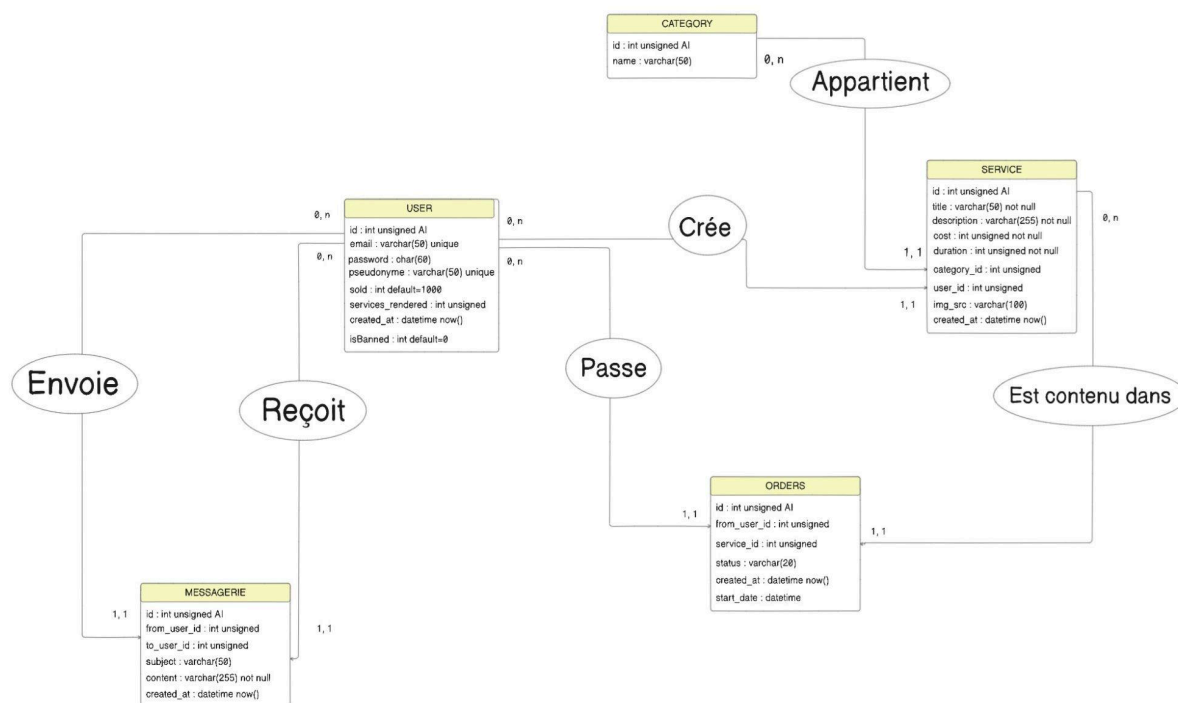 CATEGORY
id : int unsigned AI
name : varchar(50)
0, n
Appartient
SERVICE
id : int unsigned AI
title : varchar(50) not null
description : varchar(255) not null
cost : int unsigned not null
duration : int unsigned not null
category_id : int unsigned
user_id : int unsigned
img_src : varchar(100)
created_at : datetime now()
0, n
1, 1
1, 1
USER
id : int unsigned AI
email : varchar(50) unique
password : char(60)
pseudonyme : varchar(50) unique
sold : int default=1000
services_rendered : int unsigned
created_at : datetime now()
isBanned : int default=0
0, n
0, n
0, n
0, n
Crée
Envoie
Reçoit
Passe
Est contenu dans
ORDERS
id : int unsigned AI
from_user_id : int unsigned
service_id : int unsigned
status : varchar(20)
created_at : datetime now()
start_date : datetime
1, 1
1, 1
MESSAGERIE
id : int unsigned AI
from_user_id : int unsigned
to_user_id : int unsigned
subject : varchar(50)
content : varchar(255) not null
created_at : datetime now()
1, 1
1, 1